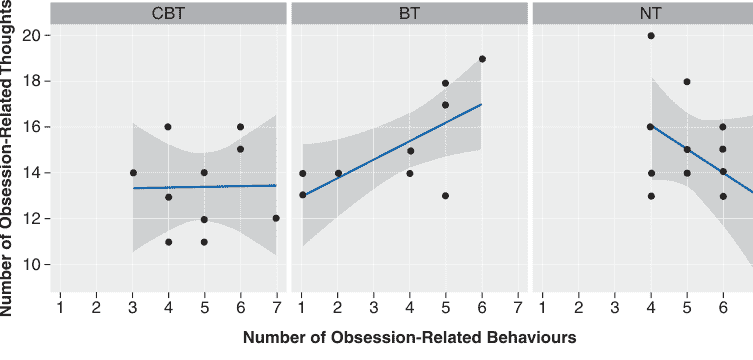 CBT BT NT
Number of Obsession-Related Thoughts
20
18
16
14
12
10
1 2 3 4 5 6 7 1 2 3 4 5 6 7 1 2 3 4 5 6
Number of Obsession-Related Behaviours